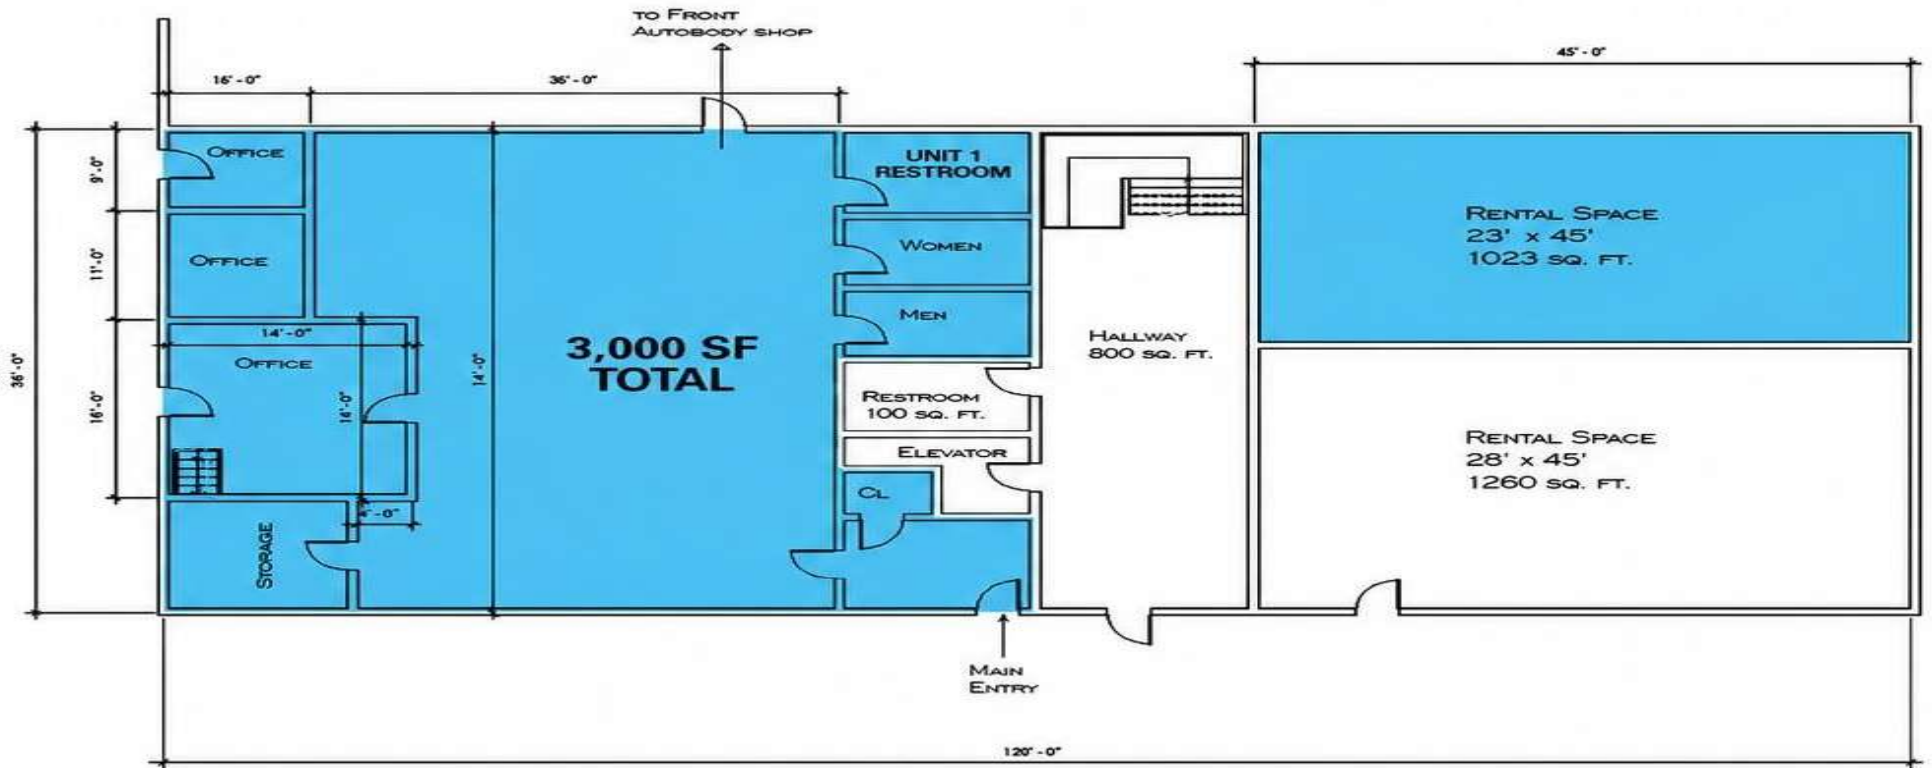 TO FRONT
AUTOBODY SHOP
45'-0"
16'-0"
36'-0"
9'-0"
OFFICE
UNIT 1
RESTROOM
RENTAL SPACE
23' x 45'
1023 SQ. FT.
11'-0"
OFFICE
WOMEN
MEN
14'-0"
OFFICE
3,000 SF
TOTAL
HALLWAY
800 SQ. FT.
36'-0"
14'-0"
14'-0"
16'-0"
RESTROOM
100 SQ. FT.
RENTAL SPACE
28' x 45'
1260 SQ. FT.
ELEVATOR
CL
4'-0"
STORAGE
MAIN
ENTRY
120'-0"